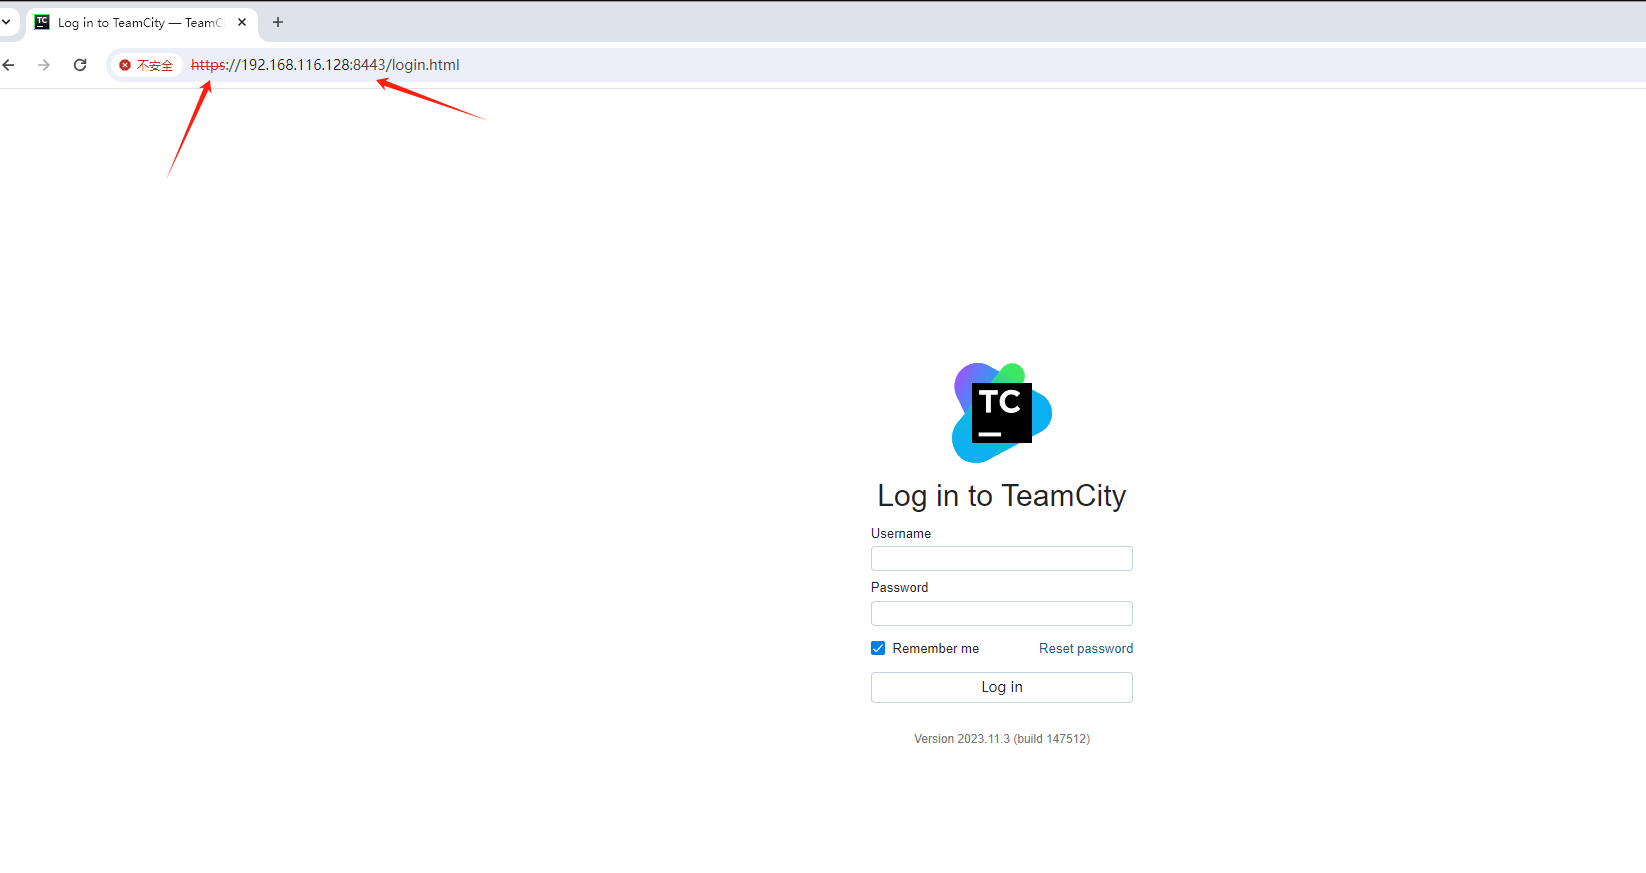 TC Log in to TeamCity — TeamC
不安全 https://192.168.116.128:8443/login.html
TC
Log in to TeamCity
Username
Password
Remember me Reset password
Log in
Version 2023.11.3 (build 147512)